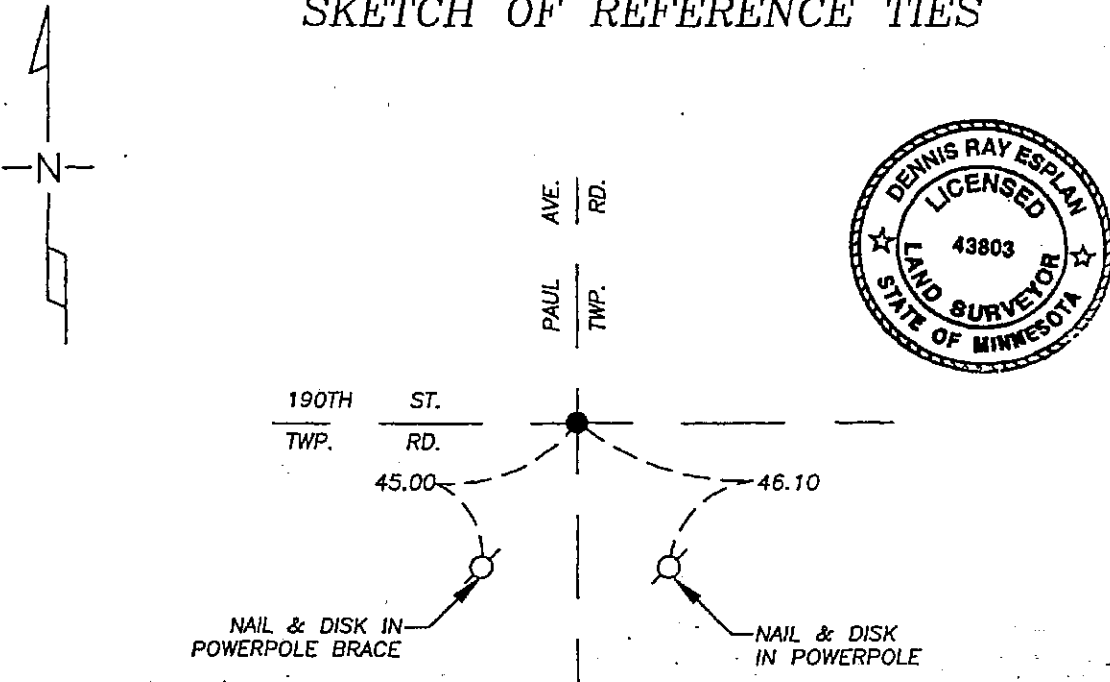 SKETCH OF REFERENCE TIES
N
DENNIS RAY ESPLAN
LICENSED
43803
LAND SURVEYOR
STATE OF MINNESOTA
PAUL AVE.
TWP. RD.
190TH ST.
TWP. RD.
45.00
46.10
NAIL & DISK IN
POWERPOLE BRACE
NAIL & DISK
IN POWERPOLE